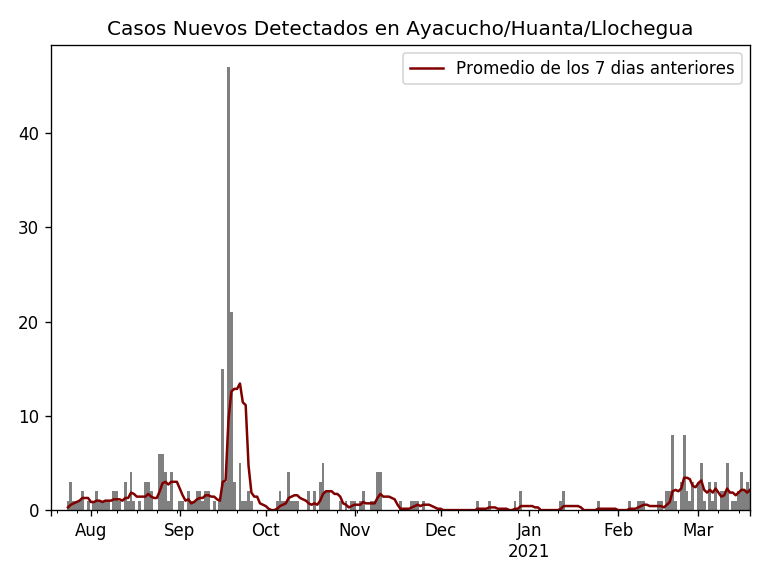 Casos Nuevos Detectados en Ayacucho/Huanta/Llochegua
Promedio de los 7 dias anteriores
40
30
20
10
0
Aug Sep Oct Nov Dec Jan Feb Mar
2021